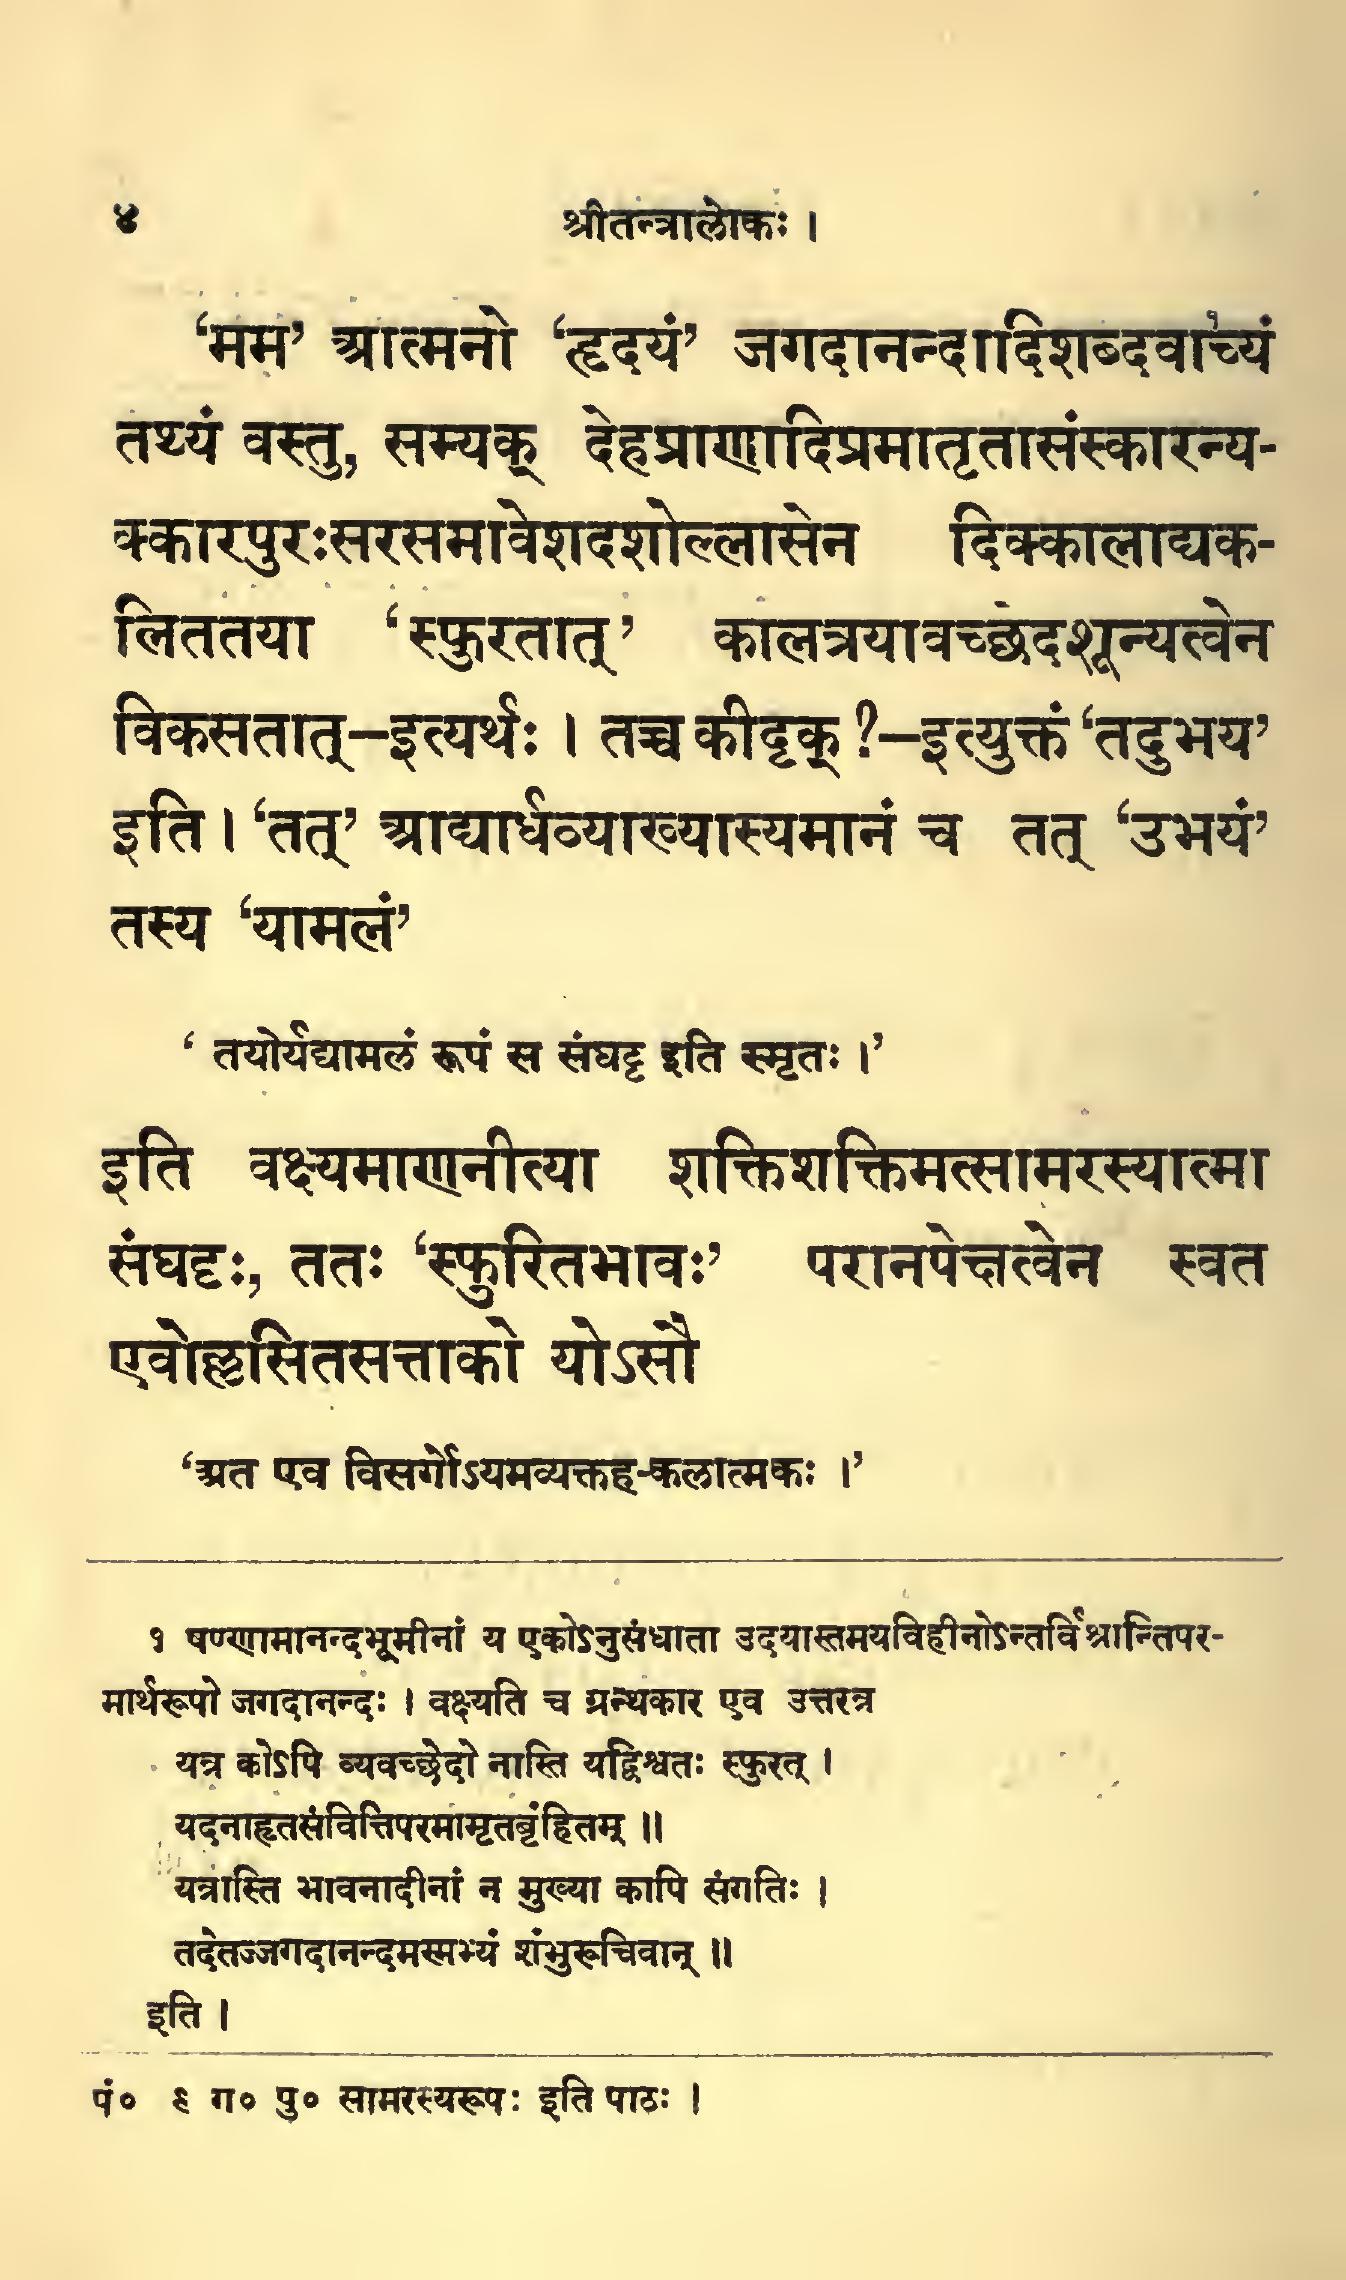 ४
श्रीतन्त्रालोकः ।
‘मम’ आत्मनो ‘हृदयं’ जगदानन्दादिशब्दवा१च्यं
तथ्यं वस्तु, सम्यक् देहप्राणादिप्रमातृतासंस्कारन्य-
क्कारपुरःसरसमावेशदशोल्लासेन दिक्कालाद्यक-
लिततया ‘स्फुरतात्’ कालत्रयावच्छेदशून्यत्वेन
विकसतात्—इत्यर्थः । तच्च कीदृक् ?—इत्युक्तं ‘तदुभय’
इति । ‘तत्’ आद्यार्धव्याख्यास्यमानं च तत् ‘उभयं’
तस्य ‘यामलं’
‘ तयोर्यद्यामलं रूपं स संघट्ट इति स्मृतः ।’
इति वक्ष्यमाणनीत्या शक्तिशक्तिमत्सामरस्यात्मा
संघट्टः, ततः ‘स्फुरितभावः’ परानपेक्षत्वेन स्वत
एवोल्लसितसत्ताको योऽसौ
‘अत एव विसर्गोऽयमव्यक्तह-कलात्मकः ।’
१ षण्णामानन्दभूमीनां य एकोऽनुसंधाता उदयास्तमयविहीनोऽन्तर्विश्रान्तिपर-
मार्थरूपो जगदानन्दः । वक्ष्यति च ग्रन्थकार एव उत्तरत्र
यत्र कोऽपि व्यवच्छेदो नास्ति यद्विश्वतः स्फुरत् ।
यदनाहृतसंवित्तिपरमामृतबृंहितम् ॥
यत्रास्ति भावनादीनां न मुख्या कापि संगतिः ।
तदेतज्जगदानन्दमस्मभ्यं शंभुरूचिवान् ॥
इति ।
पं० ९ ग० पु० सामरस्यरूपः इति पाठः ।